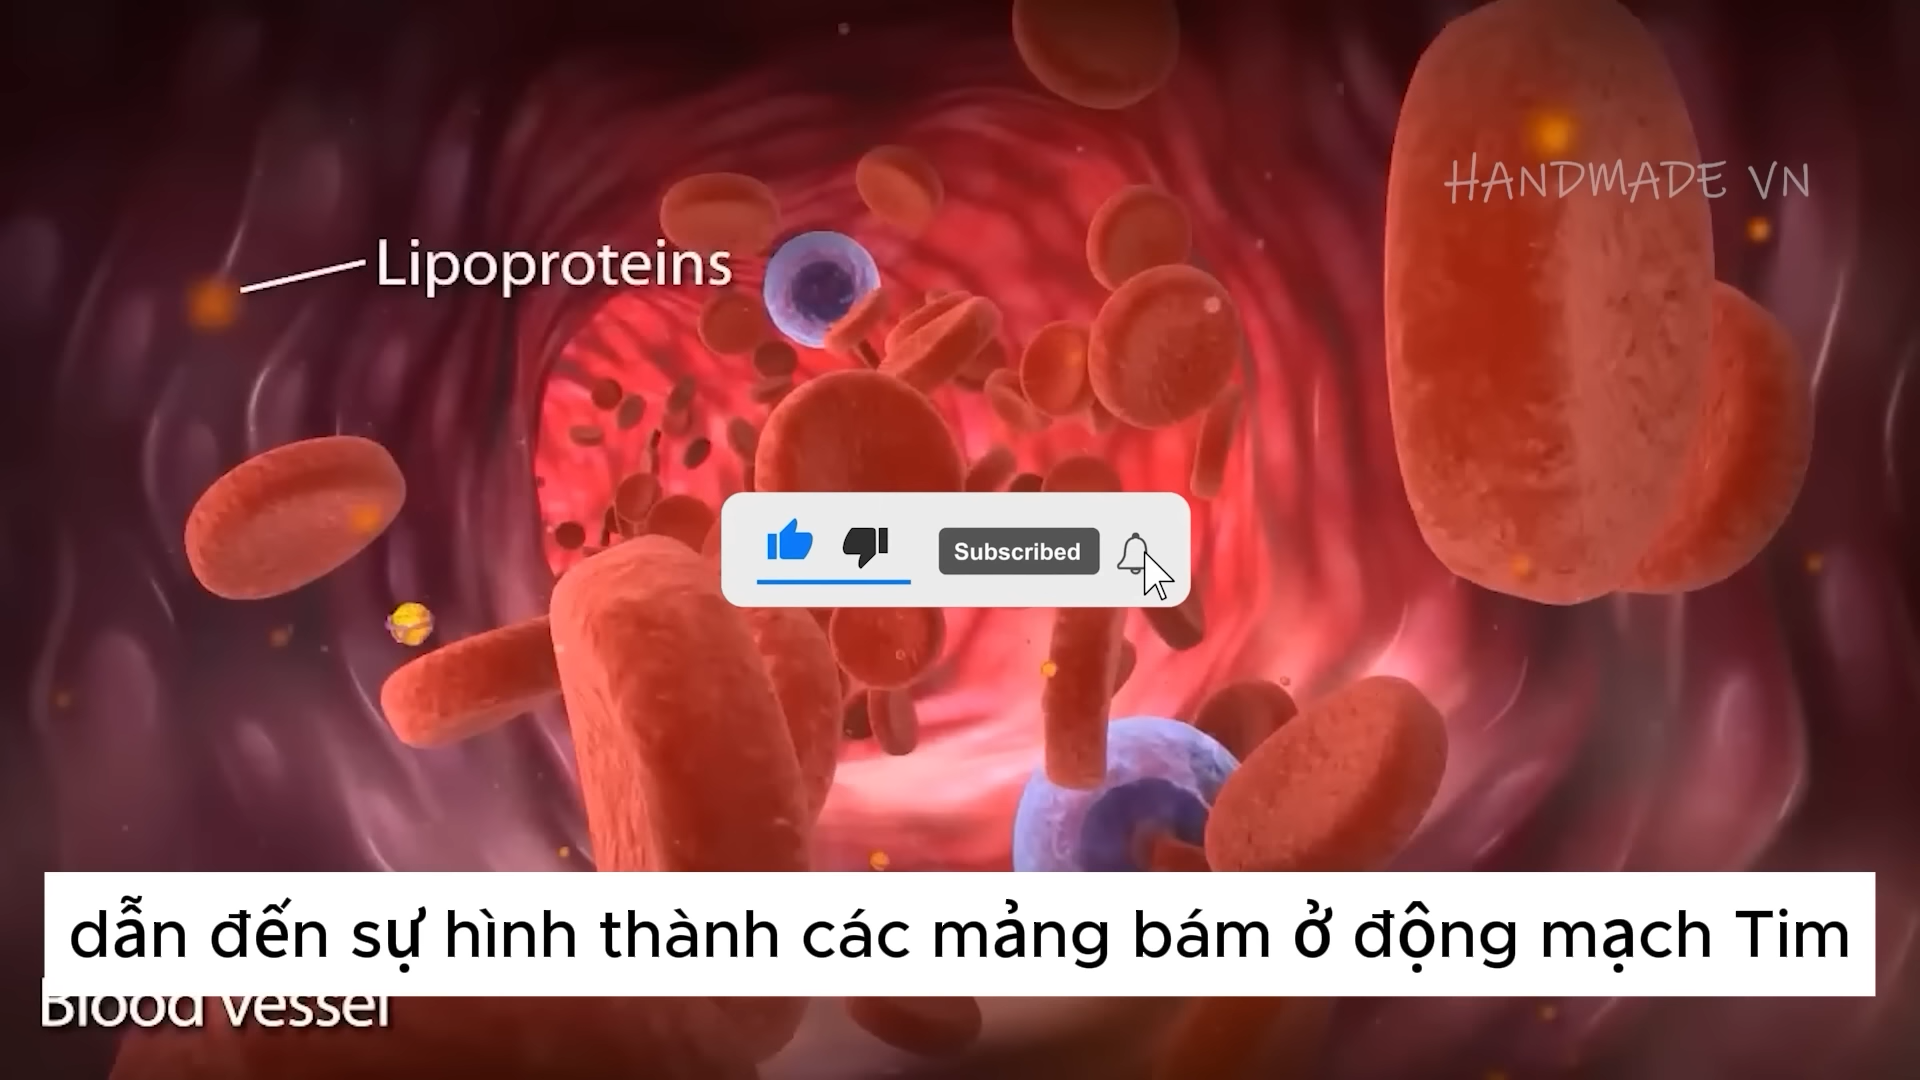 HANDMADE VN
Lipoproteins
Subscribed
dẫn đến sự hình thành các mảng bám ở động mạch Tim
Blood vessel